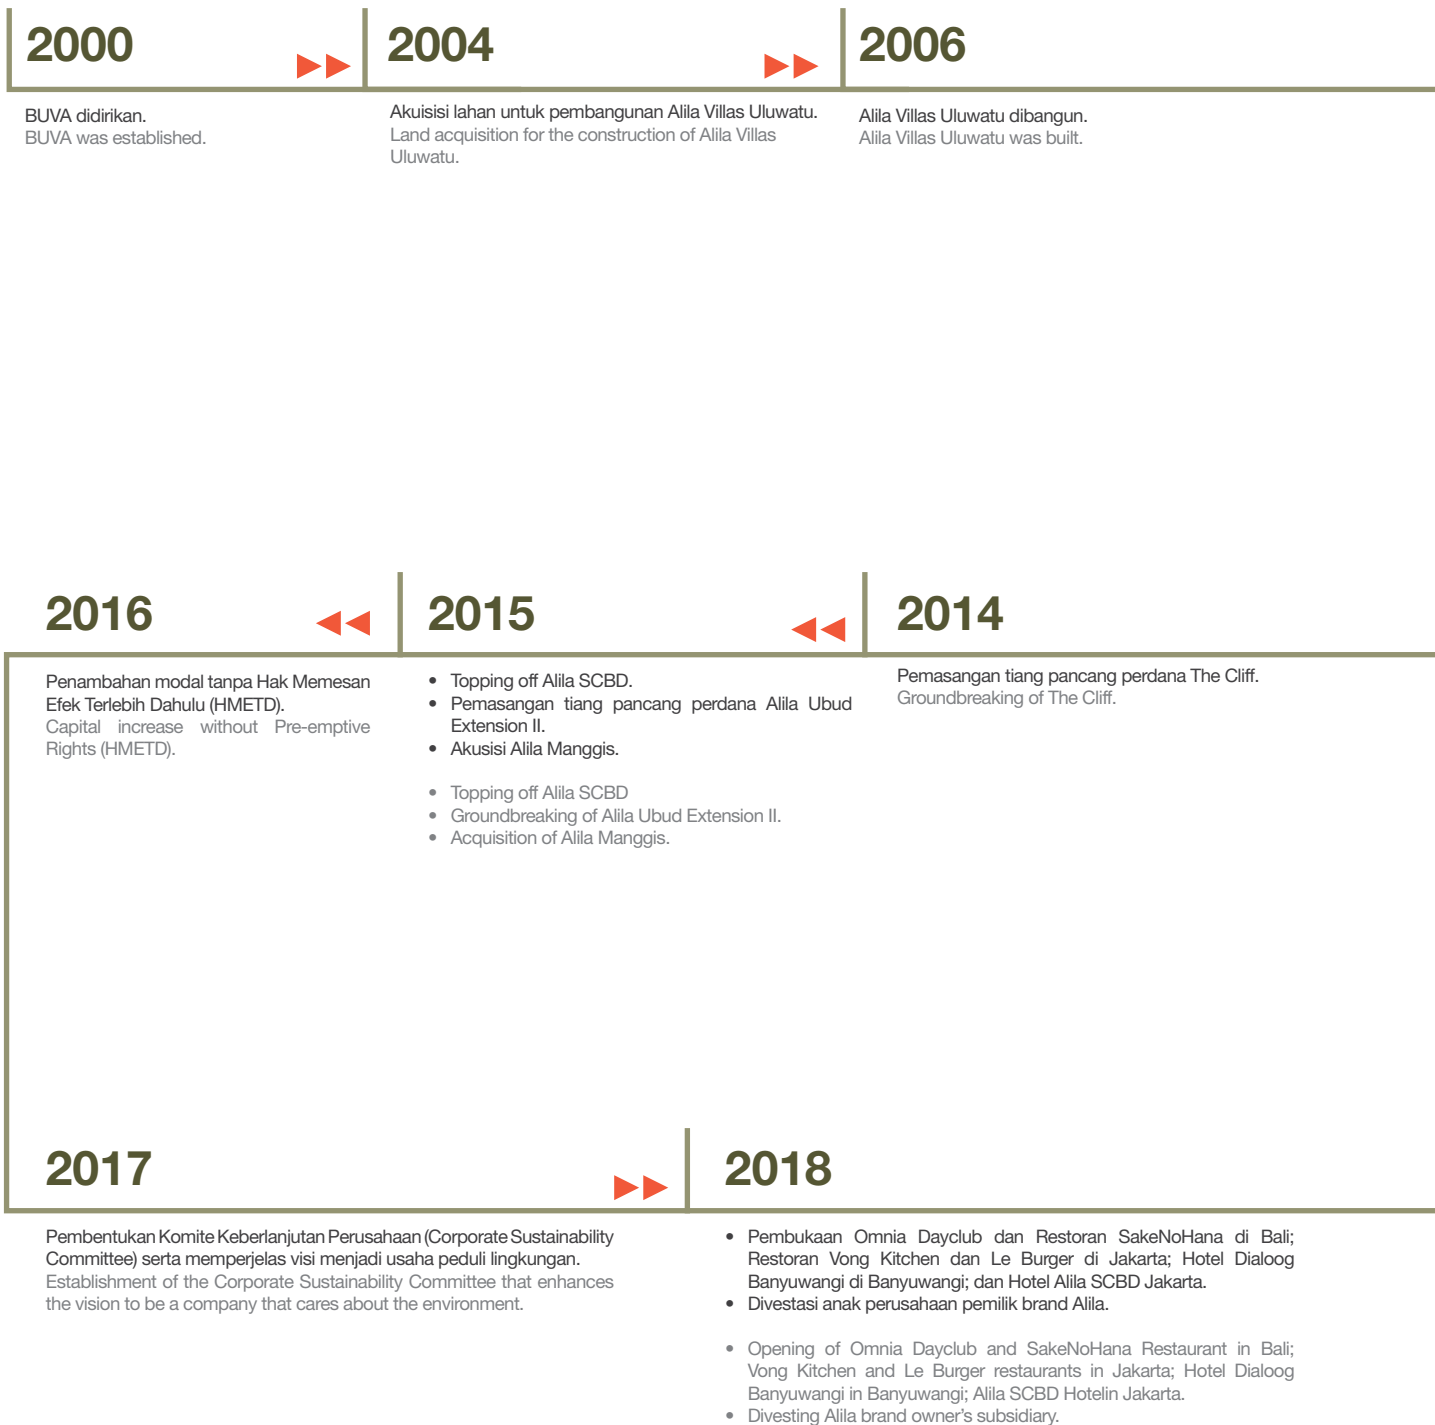 2000
BUVA didirikan.
BUVA was established.
2004
Akuisisi lahan untuk pembangunan Alila Villas Uluwatu.
Land acquisition for the construction of Alila Villas
Uluwatu.
2006
Alila Villas Uluwatu dibangun.
Alila Villas Uluwatu was built.
2016
Penambahan modal tanpa Hak Memesan
Efek Terlebih Dahulu (HMETD).
Capital increase without Pre-emptive
Rights (HMETD).
2015
• Topping off Alila SCBD.
• Pemasangan tiang pancang perdana Alila Ubud
Extension II.
• Akusisi Alila Manggis.
• Topping off Alila SCBD
• Groundbreaking of Alila Ubud Extension II.
• Acquisition of Alila Manggis.
2014
Pemasangan tiang pancang perdana The Cliff.
Groundbreaking of The Cliff.
2017
Pembentukan Komite Keberlanjutan Perusahaan (Corporate Sustainability
Committee) serta memperjelas visi menjadi usaha peduli lingkungan.
Establishment of the Corporate Sustainability Committee that enhances
the vision to be a company that cares about the environment.
2018
• Pembukaan Omnia Dayclub dan Restoran SakeNoHana di Bali;
Restoran Vong Kitchen dan Le Burger di Jakarta; Hotel Dialoog
Banyuwangi di Banyuwangi; dan Hotel Alila SCBD Jakarta.
• Divestasi anak perusahaan pemilik brand Alila.
• Opening of Omnia Dayclub and SakeNoHana Restaurant in Bali;
Vong Kitchen and Le Burger restaurants in Jakarta; Hotel Dialoog
Banyuwangi in Banyuwangi; Alila SCBD Hotelin Jakarta.
• Divesting Alila brand owner's subsidiary.